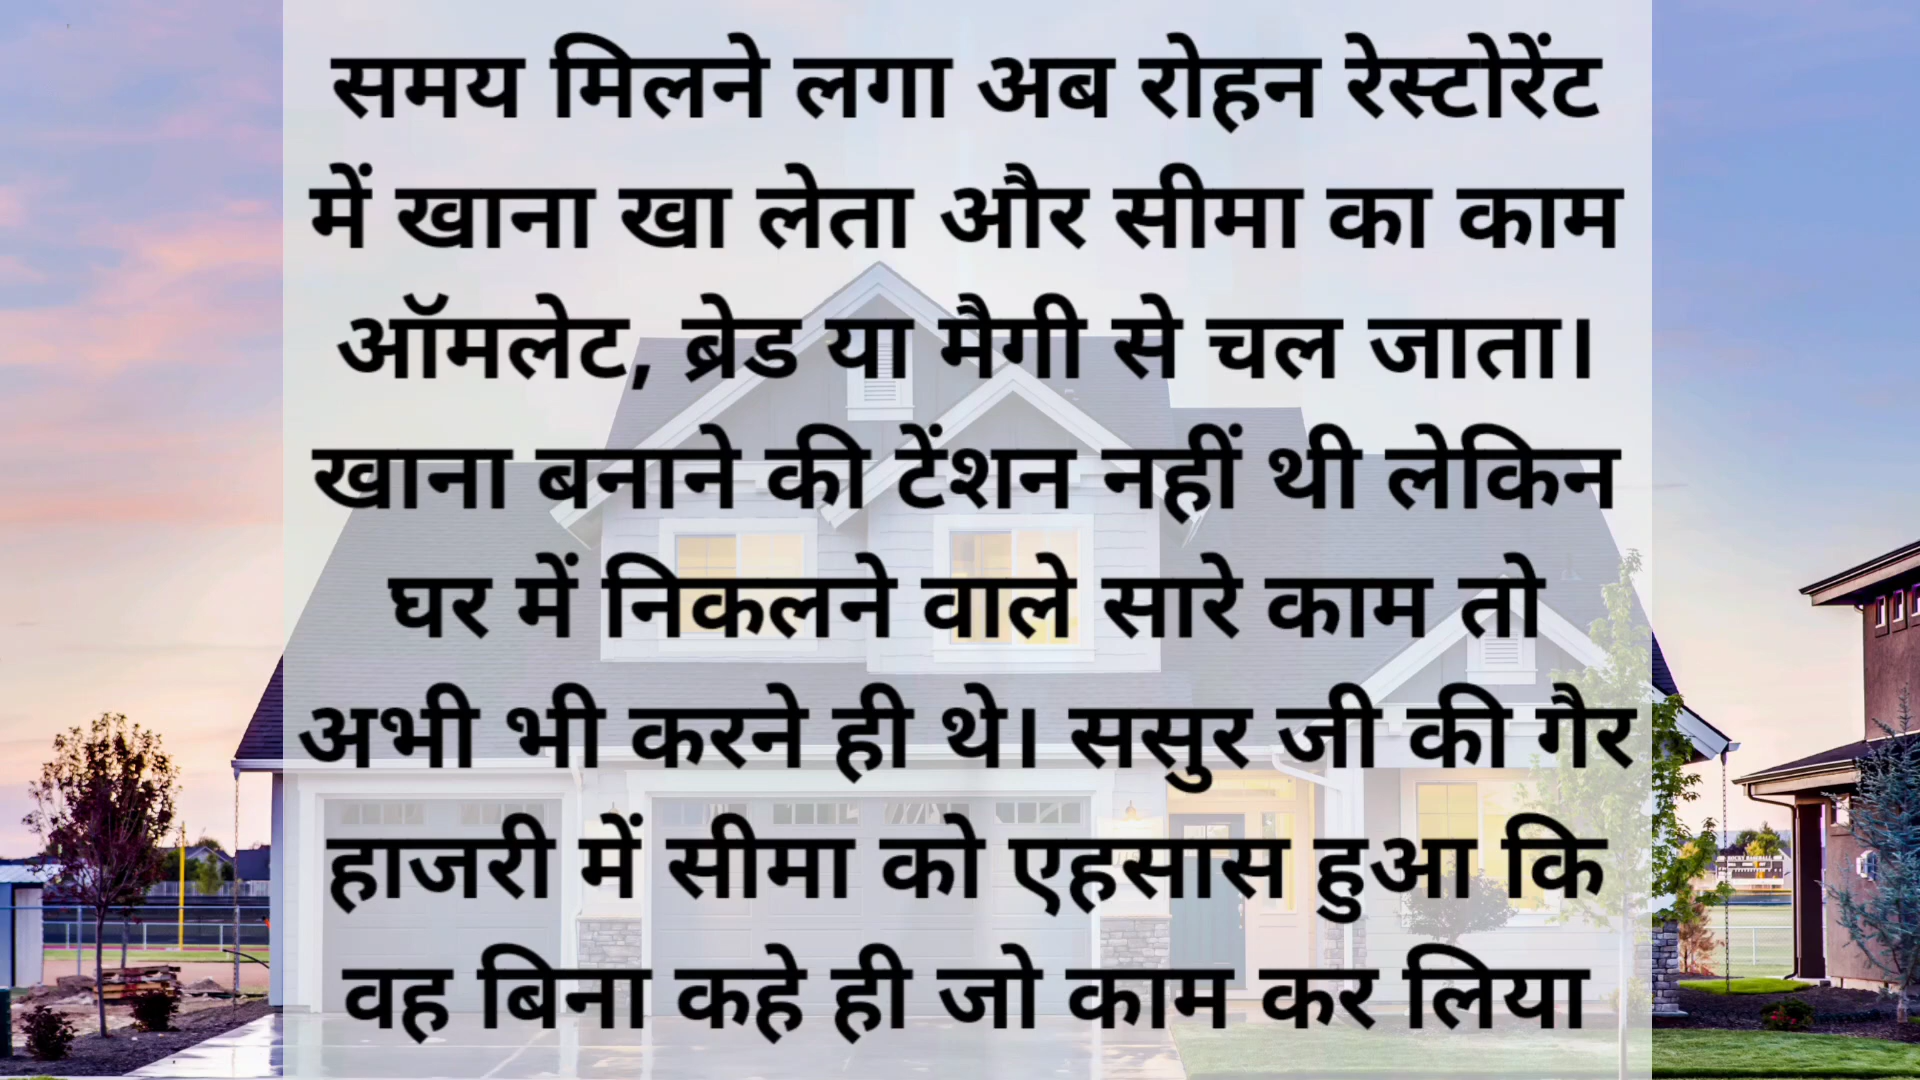 समय मिलने लगा अब रोहन रेस्टोरेंट
में खाना खा लेता और सीमा का काम
ऑमलेट, ब्रेड या मैगी से चल जाता।
खाना बनाने की टेंशन नहीं थी लेकिन
घर में निकलने वाले सारे काम तो
अभी भी करने ही थे। ससुर जी की गैर
हाजरी में सीमा को एहसास हुआ कि
वह बिना कहे ही जो काम कर लिया